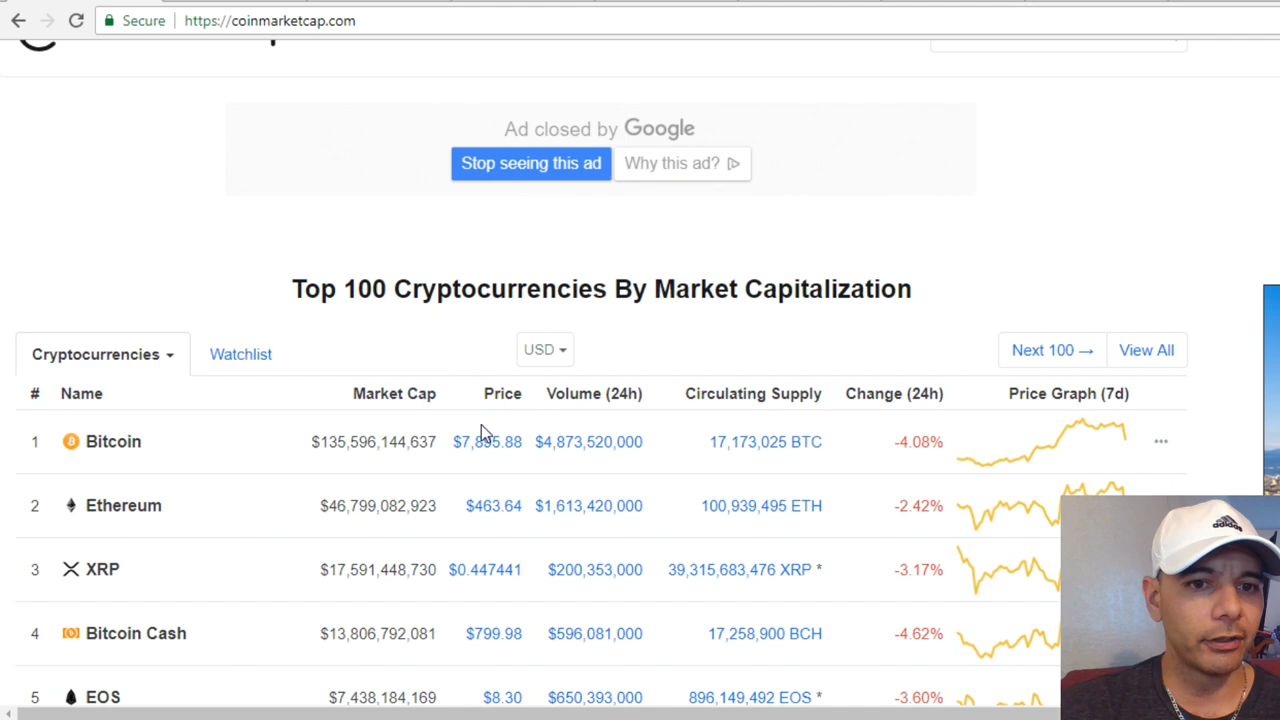 Secure https://coinmarketcap.com
Ad closed by Google
Stop seeing this ad Why this ad?
Top 100 Cryptocurrencies By Market Capitalization
Cryptocurrencies Watchlist USD Next 100 → View All
# Name Market Cap Price Volume (24h) Circulating Supply Change (24h) Price Graph (7d)
1 Bitcoin $135,596,144,637 $4,873,520,000 17,173,025 BTC -4.08%
2 Ethereum $46,799,082,923 $463.64 $1,613,420,000 100,939,495 ETH -2.42%
3 XRP $17,591,448,730 $0.447441 $200,353,000 39,315,683,476 XRP * -3.17%
4 Bitcoin Cash $13,806,792,081 $799.98 $596,081,000 17,258,900 BCH -4.62%
5 EOS $7,438,184,169 $8.30 $650,393,000 896,149,492 EOS * -3.60%